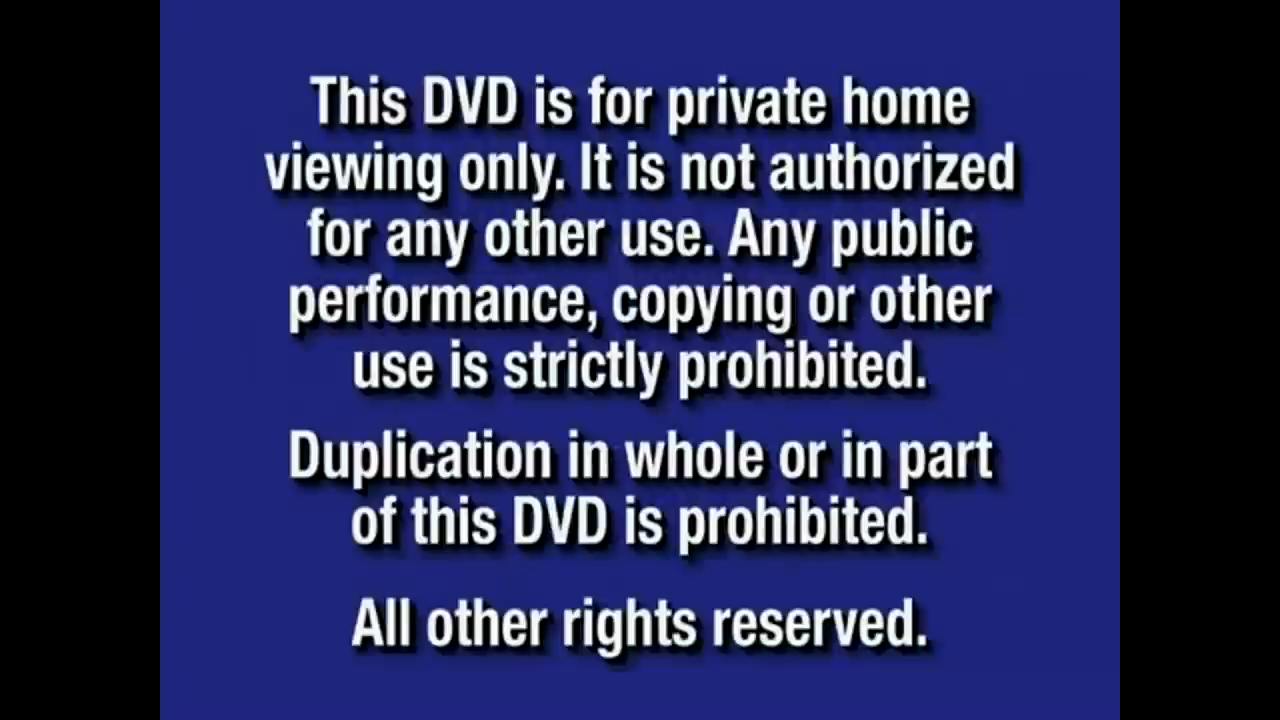 This DVD is for private home
viewing only. It is not authorized
for any other use. Any public
performance, copying or other
use is strictly prohibited.
Duplication in whole or in part
of this DVD is prohibited.
All other rights reserved.